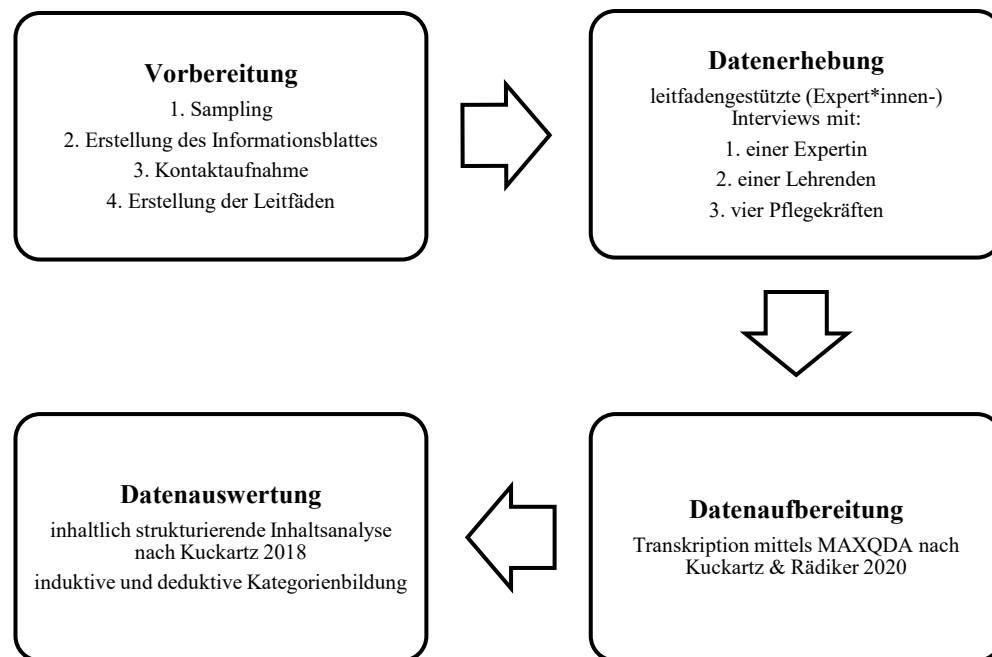 Vorbereitung
1. Sampling
2. Erstellung des Informationsblattes
3. Kontaktaufnahme
4. Erstellung der Leitfäden
Datenerhebung
leitfadengestützte (Expert*innen-)
Interviews mit:
1. einer Expertin
2. einer Lehrenden
3. vier Pflegekräften
Datenaufbereitung
Transkription mittels MAXQDA nach
Kuckartz & Rädiker 2020
Datenauswertung
inhaltlich strukturierende Inhaltsanalyse
nach Kuckartz 2018
induktive und deduktive Kategorienbildung